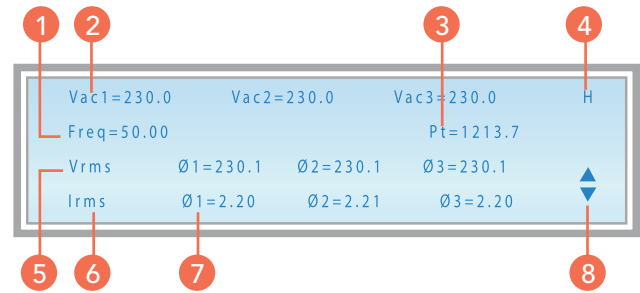 1 2 3 4
Vac1=230.0 Vac2=230.0 Vac3=230.0 H
Freq=50.00 Pt=1213.7
Vrms Ø1=230.1 Ø2=230.1 Ø3=230.1
Irms Ø1=2.20 Ø2=2.21 Ø3=2.20
5 6 7 8